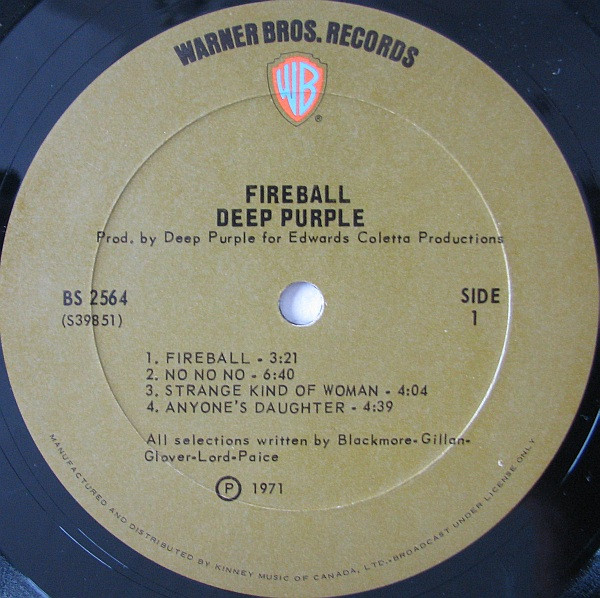 WARNER BROS. RECORDS
WB
®
FIREBALL
DEEP PURPLE
Prod. by Deep Purple for Edwards Coletta Productions
BS 2564
(S39851)
SIDE
1
1. FIREBALL - 3:21
2. NO NO NO - 6:40
3. STRANGE KIND OF WOMAN - 4:04
4. ANYONE'S DAUGHTER - 4:39
All selections written by Blackmore-Gillan-
Glover-Lord-Paice
Ⓟ 1971
MANUFACTURED AND DISTRIBUTED BY KINNEY MUSIC OF CANADA, LTD.·BROADCAST UNDER LICENSE ONLY